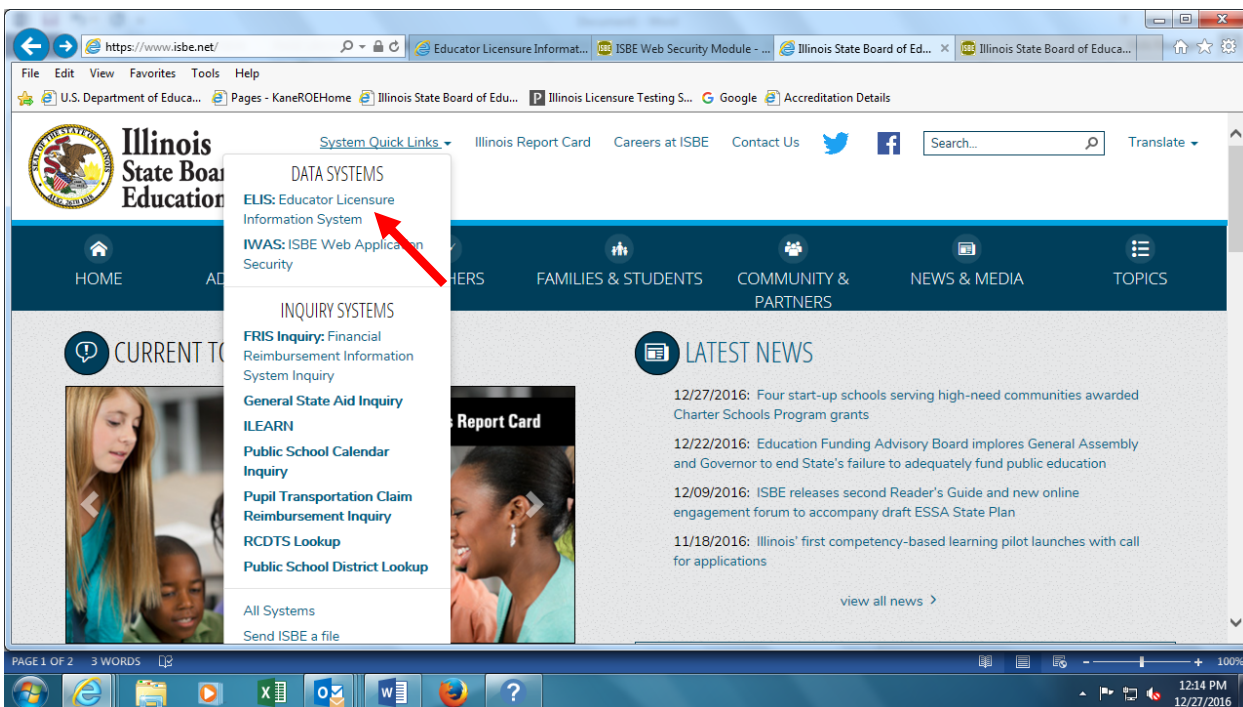 Document1 - Word
https://www.isbe.net/
Educator Licensure Informat...
ISBE Web Security Module - ...
Illinois State Board of Ed...
Illinois State Board of Educa...
File Edit View Favorites Tools Help
U.S. Department of Educa...
Pages - KaneROEHome
Illinois State Board of Edu...
Illinois Licensure Testing S...
Google
Accreditation Details
Illinois
State Boar
Education
System Quick Links
Illinois Report Card
Careers at ISBE
Contact Us
Search...
Translate
DATA SYSTEMS
ELIS: Educator Licensure
Information System
IWAS: ISBE Web Application
Security
INQUIRY SYSTEMS
FRIS Inquiry: Financial
Reimbursement Information
System Inquiry
General State Aid Inquiry
ILEARN
Public School Calendar
Inquiry
Pupil Transportation Claim
Reimbursement Inquiry
RCDTS Lookup
Public School District Lookup
All Systems
Send ISBE a file
HOME
AD
HERS
FAMILIES & STUDENTS
COMMUNITY &
PARTNERS
NEWS & MEDIA
TOPICS
CURRENT TO
s Report Card
LATEST NEWS
12/27/2016: Four start-up schools serving high-need communities awarded
Charter Schools Program grants
12/22/2016: Education Funding Advisory Board implores General Assembly
and Governor to end State's failure to adequately fund public education
12/09/2016: ISBE releases second Reader's Guide and new online
engagement forum to accompany draft ESSA State Plan
11/18/2016: Illinois' first competency-based learning pilot launches with call
for applications
view all news
PAGE 1 OF 2 3 WORDS
100%
12:14 PM
12/27/2016